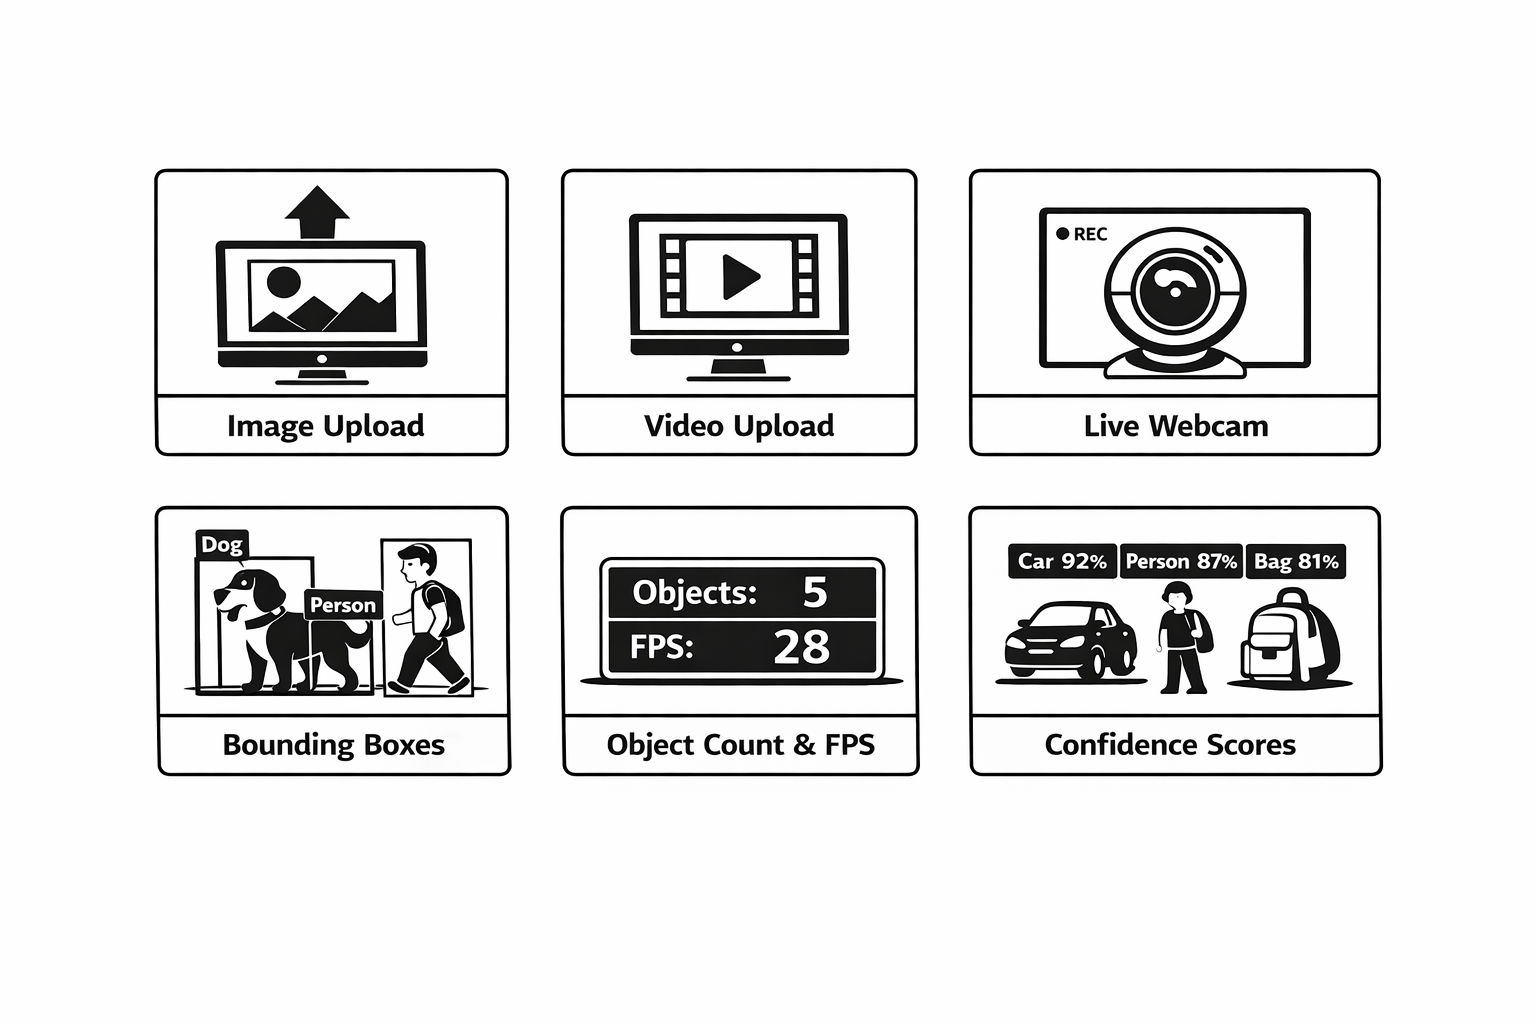 REC
Image Upload
Video Upload
Live Webcam
Dog
Person
Objects: 5
FPS: 28
Car 92% Person 87% Bag 81%
Bounding Boxes
Object Count & FPS
Confidence Scores